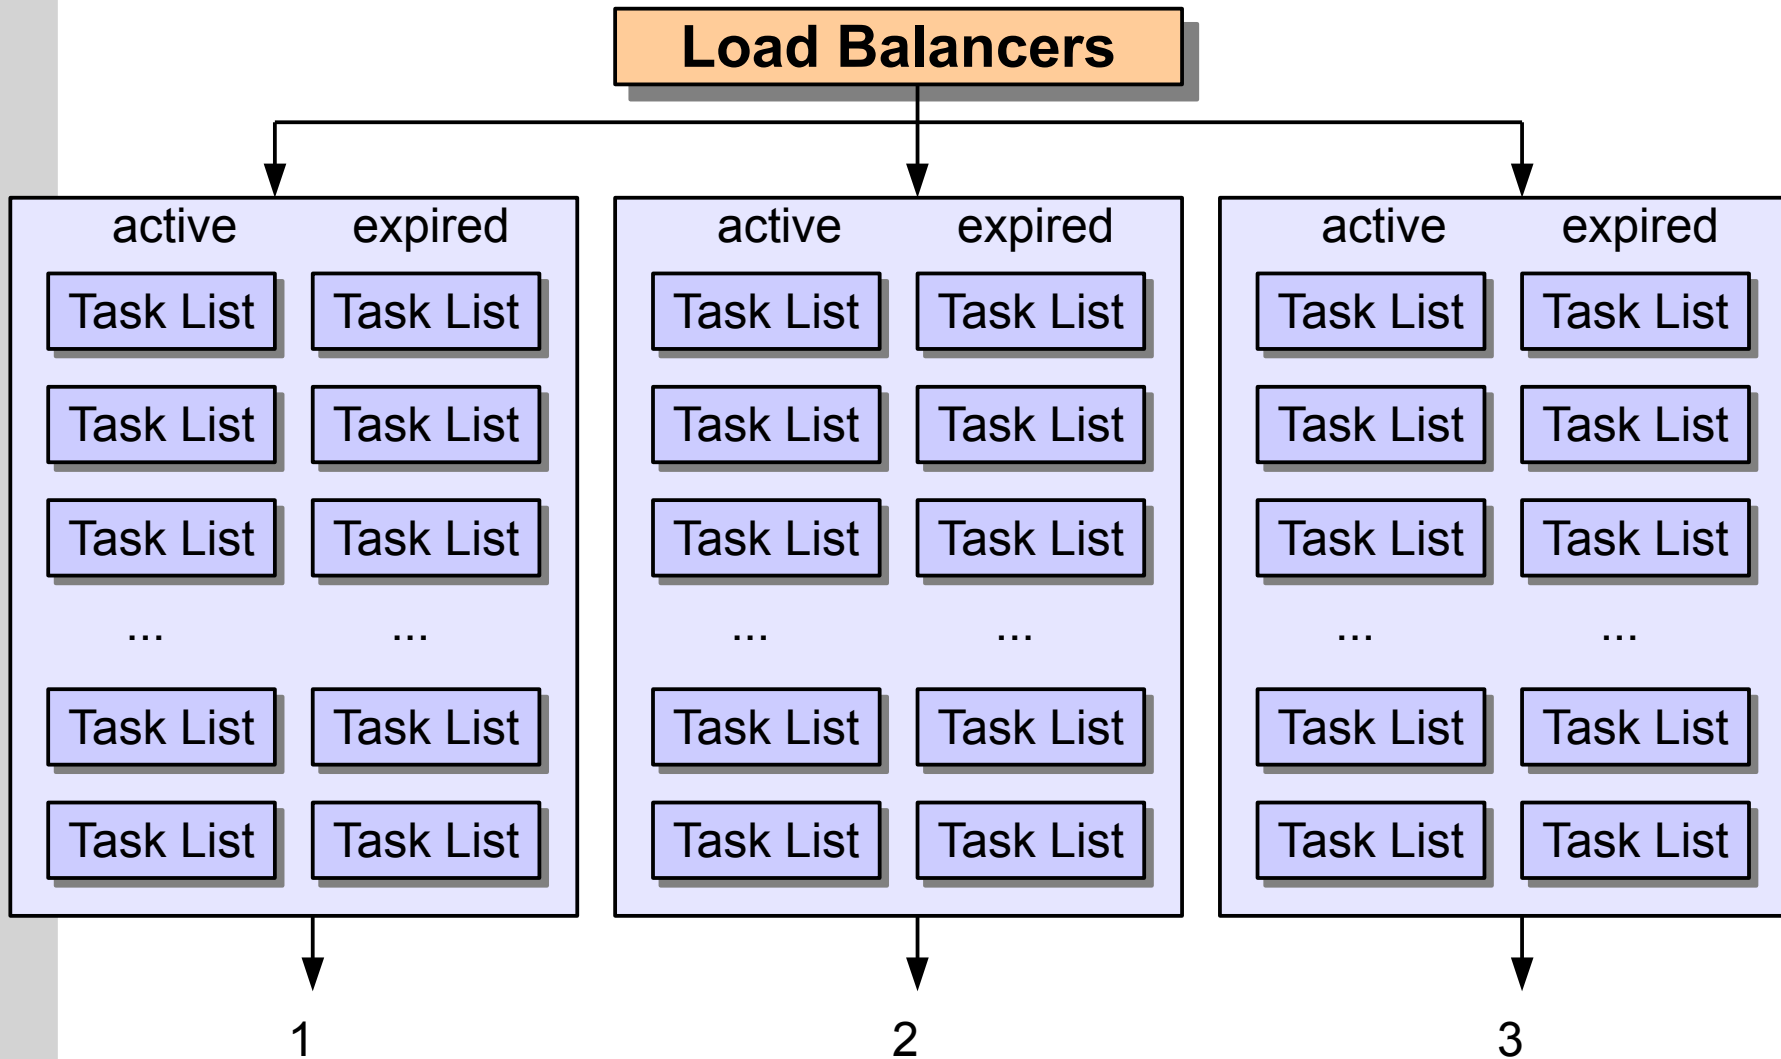 Load Balancers
active expired active expired active expired
Task List Task List Task List Task List Task List Task List
Task List Task List Task List Task List Task List Task List
Task List Task List Task List Task List Task List Task List
... ... ... ... ... ...
Task List Task List Task List Task List Task List Task List
Task List Task List Task List Task List Task List Task List
1 2 3